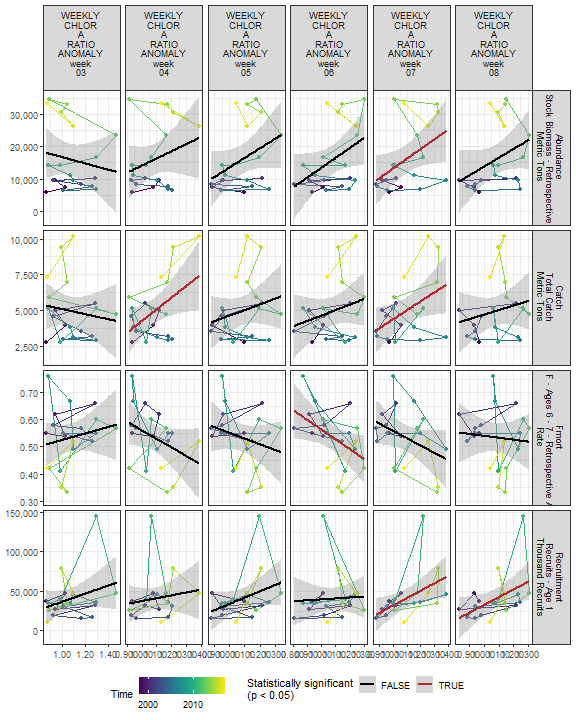 WEEKLY
CHLOR
A
RATIO
ANOMALY
week
03
WEEKLY
CHLOR
A
RATIO
ANOMALY
week
04
WEEKLY
CHLOR
A
RATIO
ANOMALY
week
05
WEEKLY
CHLOR
A
RATIO
ANOMALY
week
06
WEEKLY
CHLOR
A
RATIO
ANOMALY
week
07
WEEKLY
CHLOR
A
RATIO
ANOMALY
week
08
30,000
20,000
10,000
0
Abundance
Stock Biomass - Retrospective
Metric Tons
10,000
7,500
5,000
2,500
Catch
Total Catch
Metric Tons
0.70
0.60
0.50
0.40
0.30
Fmort
F - Ages 6 - 7 - Retrospective
Rate
150,000
100,000
50,000
0
Recruitment
Recruits - Age 1
Thousand Recruits
1.00 1.20 1.40
Time
2000 2010
Statistically significant
(p < 0.05)
FALSE
TRUE